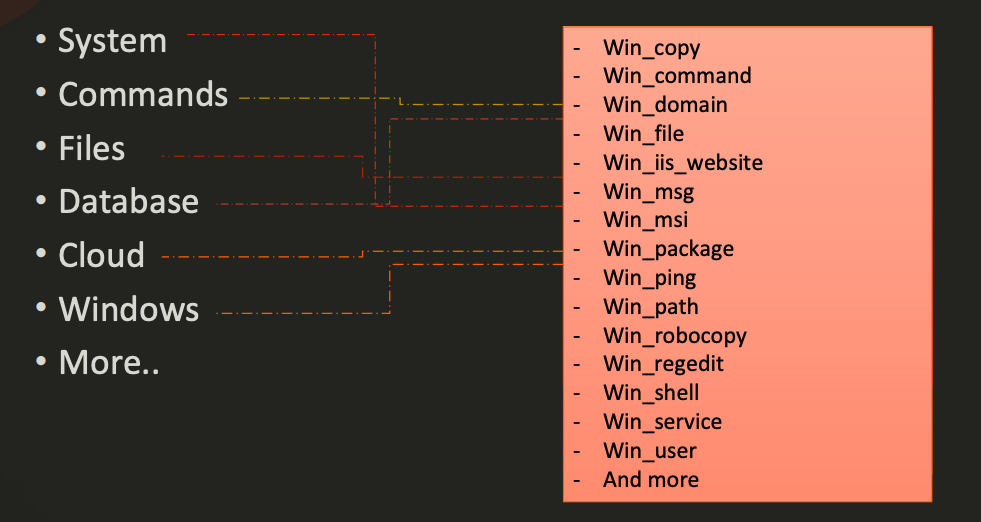 • System
• Commands
• Files
• Database
• Cloud
• Windows
• More..
- Win_copy
- Win_command
- Win_domain
- Win_file
- Win_iis_website
- Win_msg
- Win_msi
- Win_package
- Win_ping
- Win_path
- Win_robocopy
- Win_regedit
- Win_shell
- Win_service
- Win_user
- And more